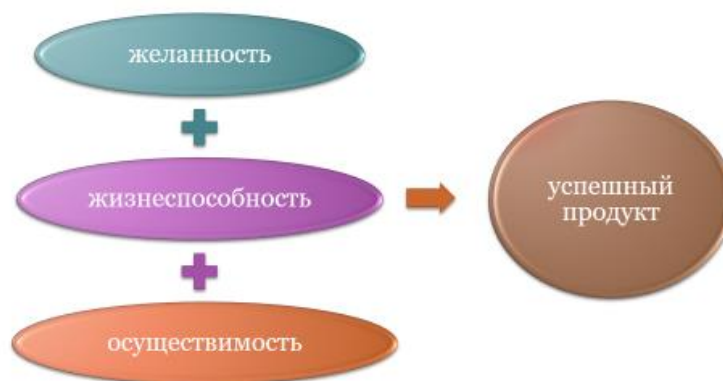 желанность
жизнеспособность
осуществимость
успешный
продукт